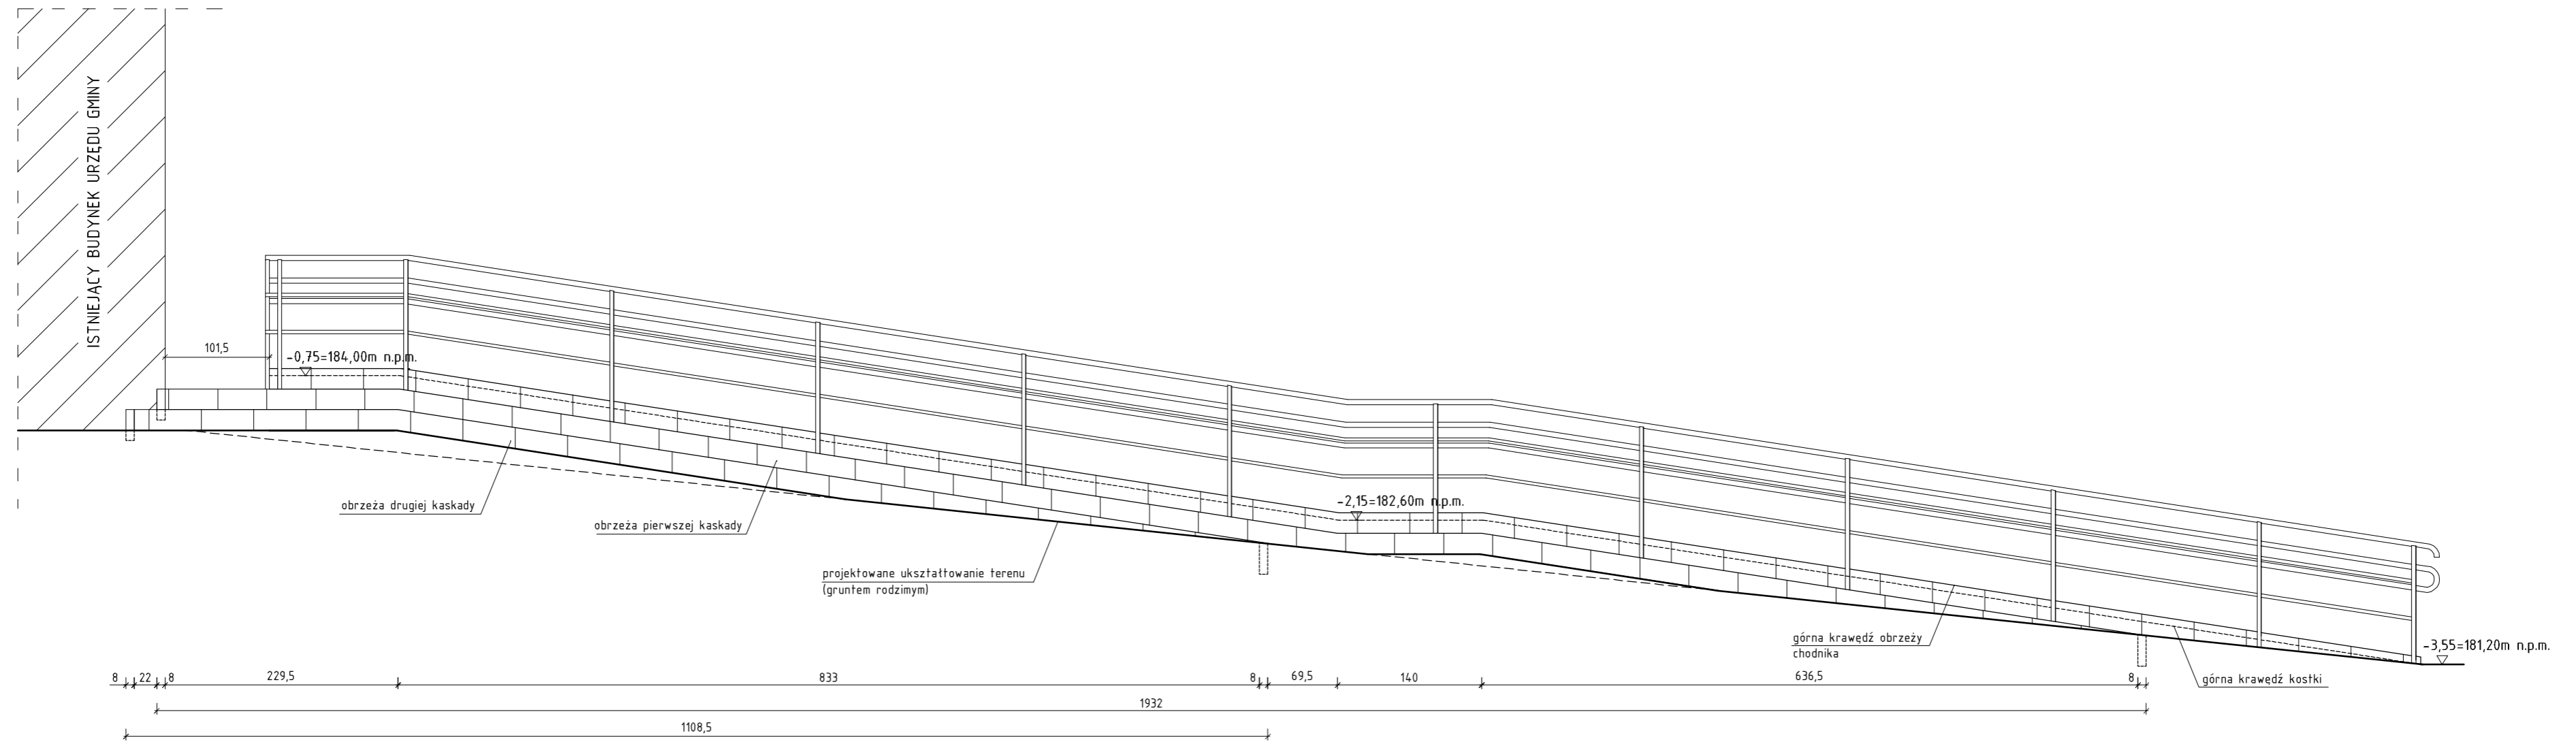 ISTNIEJĄCY BUDYNEK URZĘDU GMINY
101,5
-0,75=184,00m n.p.m.
obrzeża drugiej kaskady
obrzeża pierwszej kaskady
-2,15=182,60m n.p.m.
projektowane ukształtowanie terenu
(gruntem rodzimym)
górna krawędź obrzeży
chodnika
-3,55=181,20m n.p.m.
górna krawędź kostki
8 22 8 229,5 833 8 69,5 140 636,5 8
1932
1108,5